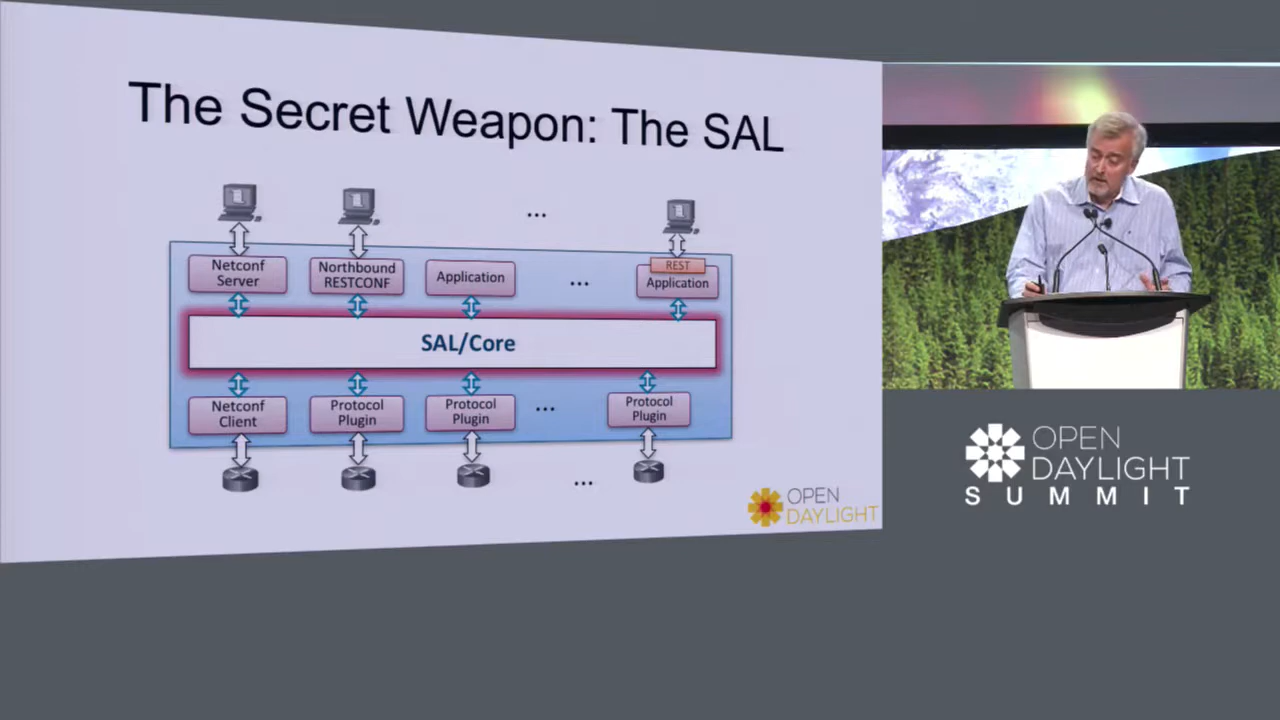 The Secret Weapon: The SAL
...
Netconf
Server
Northbound
RESTCONF
Application
...
REST
Application
SAL/Core
Netconf
Client
Protocol
Plugin
Protocol
Plugin
...
Protocol
Plugin
...
OPEN
DAYLIGHT
OPEN
DAYLIGHT
SUMMIT